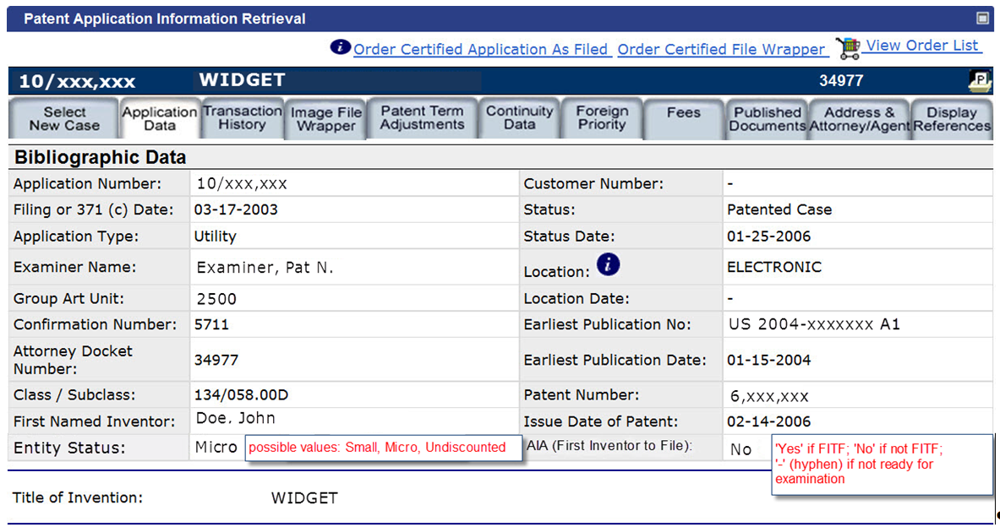 Patent Application Information Retrieval
i Order Certified Application As Filed Order Certified File Wrapper View Order List
10/xxx,xxx WIDGET 34977 P
Select New Case
Application Data
Transaction History
Image File Wrapper
Patent Term Adjustments
Continuity Data
Foreign Priority
Fees
Published Documents
Address & Attorney/Agent
Display References
Bibliographic Data
Application Number: 10/xxx,xxx Customer Number: -
Filing or 371 (c) Date: 03-17-2003 Status: Patented Case
Application Type: Utility Status Date: 01-25-2006
Examiner Name: Examiner, Pat N. Location: i ELECTRONIC
Group Art Unit: 2500 Location Date: -
Confirmation Number: 5711 Earliest Publication No: US 2004-xxxxxxx A1
Attorney Docket Number: 34977 Earliest Publication Date: 01-15-2004
Class / Subclass: 134/058.00D Patent Number: 6,xxx,xxx
First Named Inventor: Doe. John Issue Date of Patent: 02-14-2006
Entity Status: Micro possible values: Small, Micro, Undiscounted AIA (First Inventor to File): No
'Yes' if FITF; 'No' if not FITF;
'-' (hyphen) if not ready for
examination
Title of Invention: WIDGET